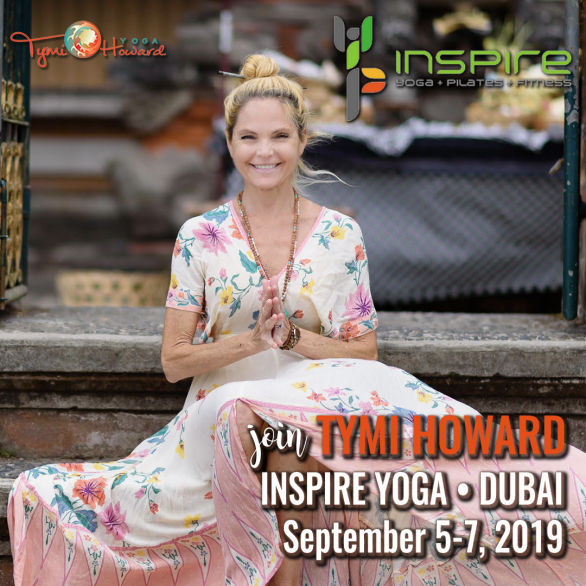 YOGA
Tymi Howard
INSPIRE
YOGA + PILATES + FITNESS
join TYMI HOWARD
INSPIRE YOGA • DUBAI
September 5-7, 2019